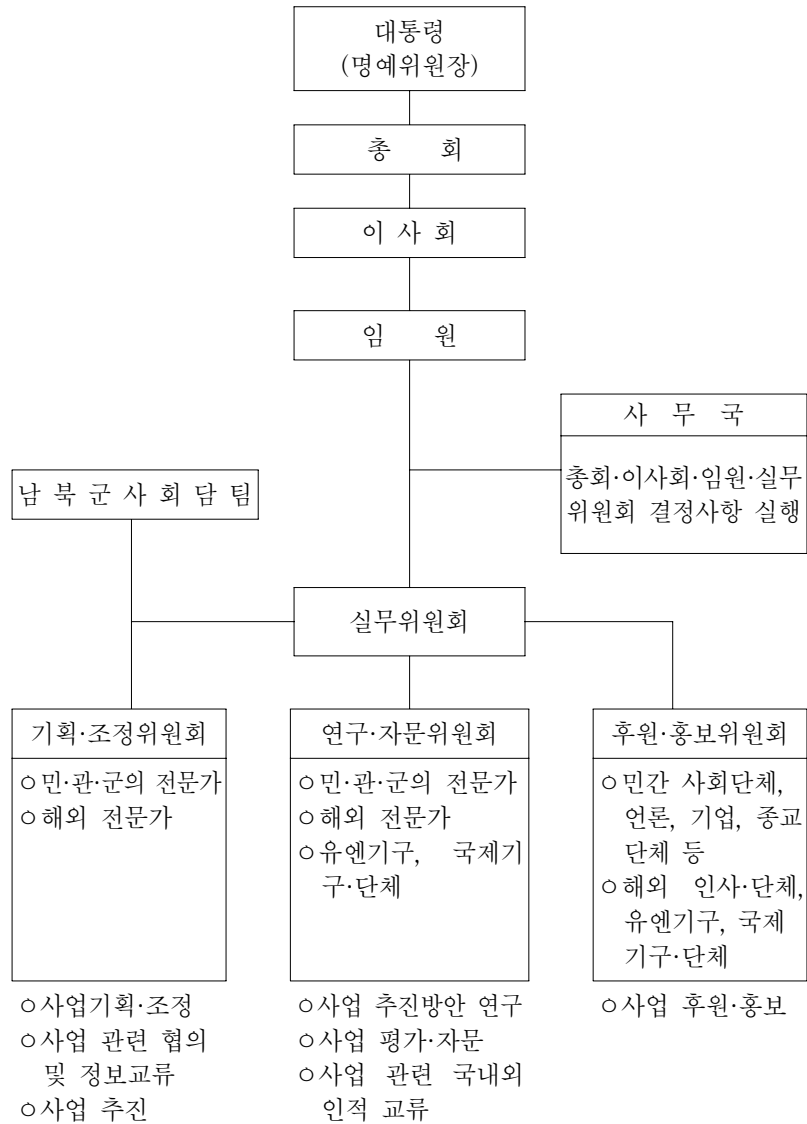 대통령
(명예위원장)
총 회
이 사 회
임 원
사 무 국
총회·이사회·임원·실무
위원회 결정사항 실행
남북군사회담팀
실무위원회
기획·조정위원회
○민·관·군의 전문가
○해외 전문가
연구·자문위원회
○민·관·군의 전문가
○해외 전문가
○유엔기구, 국제기
구·단체
후원·홍보위원회
○민간 사회단체,
언론, 기업, 종교
단체 등
○해외 인사·단체,
유엔기구, 국제
기구·단체
○사업기획·조정
○사업 관련 협의
및 정보교류
○사업 추진
○사업 추진방안 연구
○사업 평가·자문
○사업 관련 국내외
인적 교류
○사업 후원·홍보